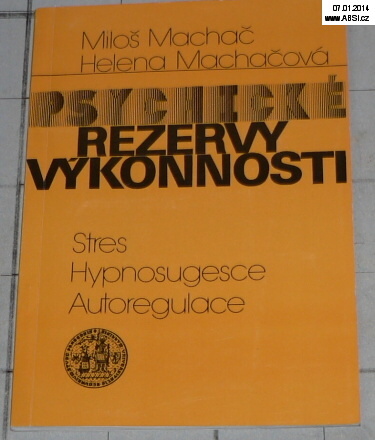 07.01.2014
www.ABSI.cz
Miloš Machač
Helena Machačová
PSYCHICKÉ
REZERVY
VÝKONNOSTI
Stres
Hypnosugesce
Autoregulace